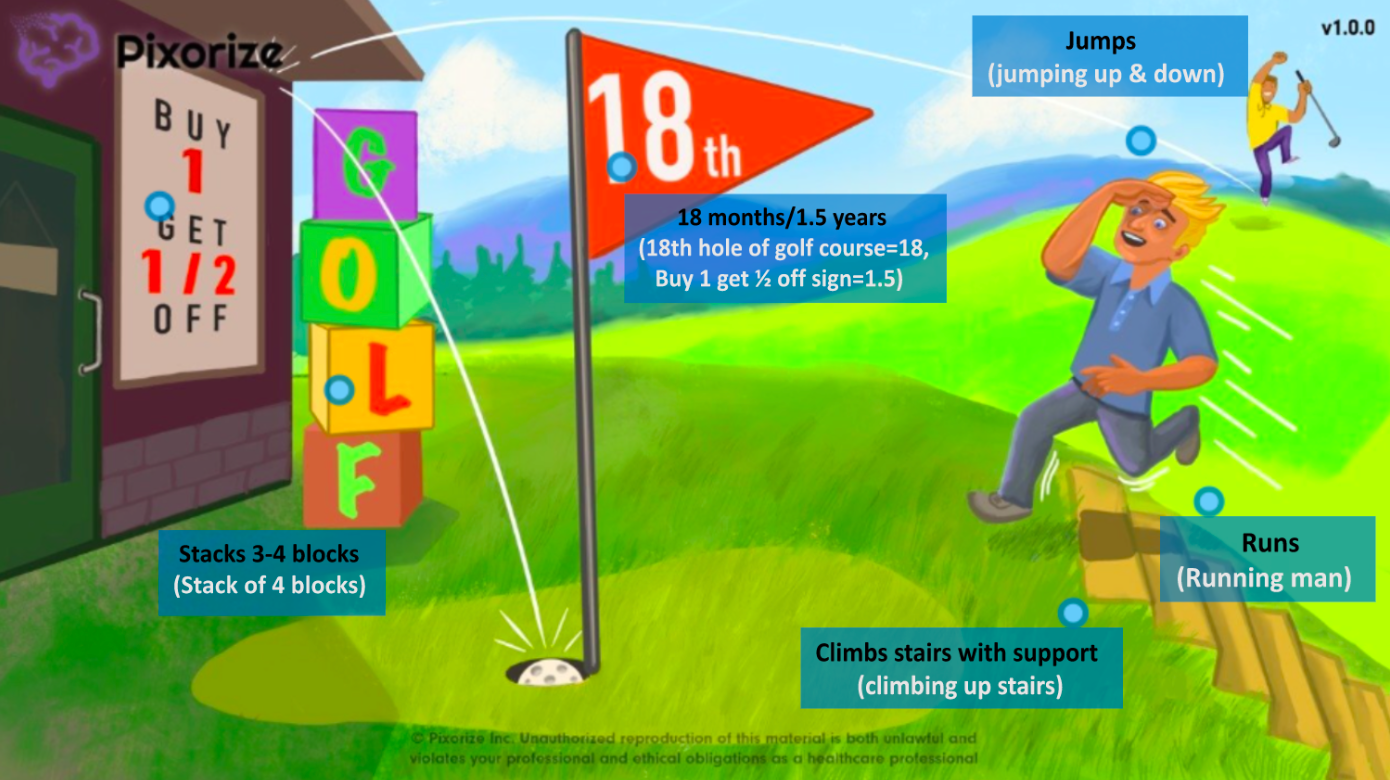 Pixorize
v1.0.0
BUY
1
GET
1/2
OFF
G
O
L
F
18th
Jumps
(jumping up & down)
18 months/1.5 years
(18th hole of golf course=18,
Buy 1 get ½ off sign=1.5)
Stacks 3-4 blocks
(Stack of 4 blocks)
Runs
(Running man)
Climbs stairs with support
(climbing up stairs)
© Pixorize Inc. Unauthorized reproduction of this material is both unlawful and
violates your professional and ethical obligations as a healthcare professional